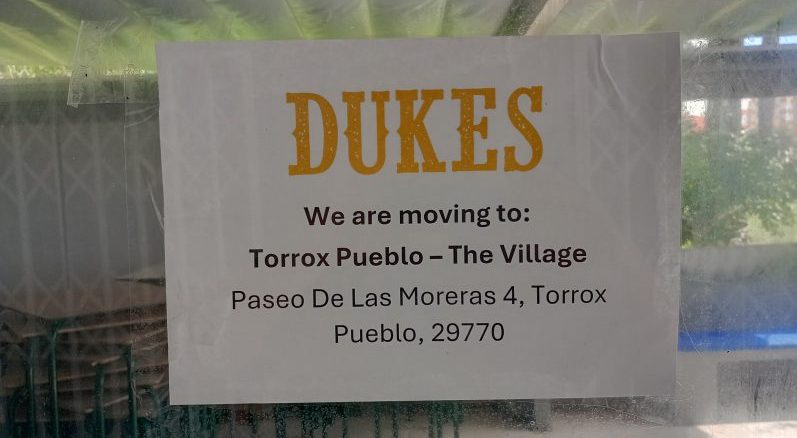 DUKES
We are moving to:
Torrox Pueblo – The Village
Paseo De Las Moreras 4, Torrox
Pueblo, 29770